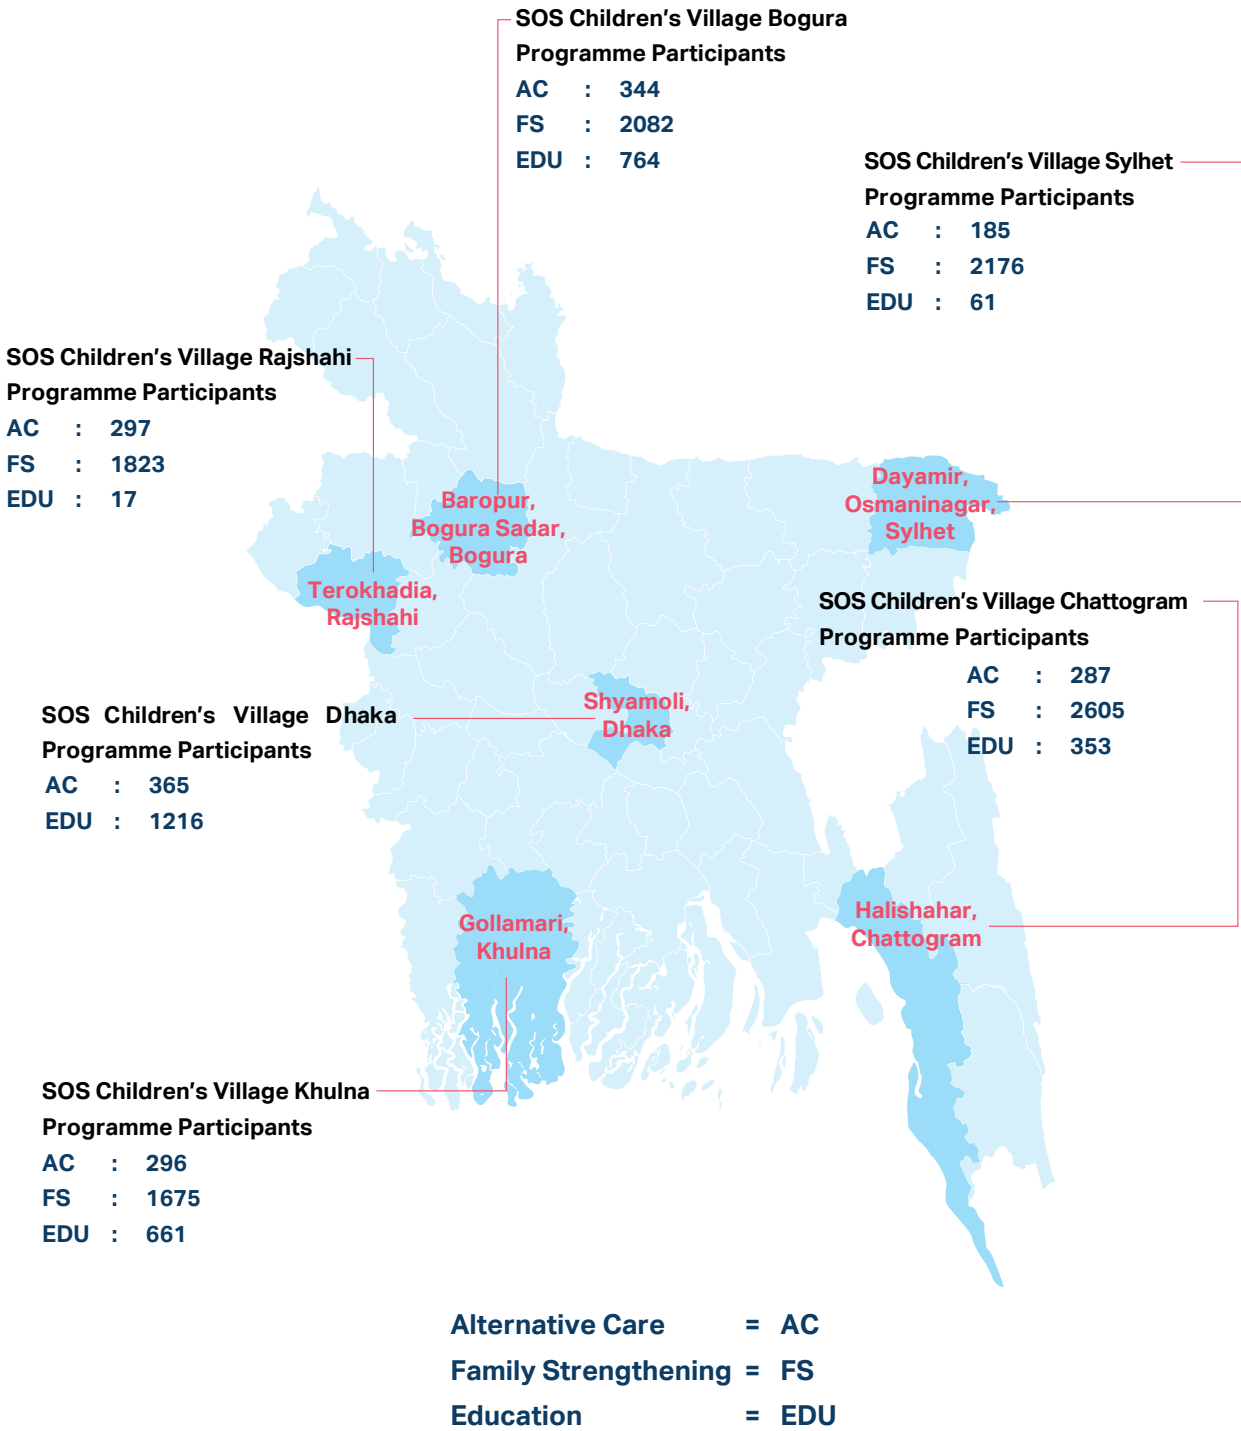 SOS Children's Village Bogura
Programme Participants
AC : 344
FS : 2082
EDU : 764
SOS Children's Village Sylhet
Programme Participants
AC : 185
FS : 2176
EDU : 61
SOS Children's Village Rajshahi
Programme Participants
AC : 297
FS : 1823
EDU : 17
Baropur,
Bogura Sadar,
Bogura
Dayamir,
Osmaninagar,
Sylhet
Terokhadia,
Rajshahi
SOS Children's Village Chattogram
Programme Participants
AC : 287
FS : 2605
EDU : 353
SOS Children's Village Dhaka
Programme Participants
AC : 365
EDU : 1216
Shyamoli,
Dhaka
Gollamari,
Khulna
Halishahar,
Chattogram
SOS Children's Village Khulna
Programme Participants
AC : 296
FS : 1675
EDU : 661
Alternative Care = AC
Family Strengthening = FS
Education = EDU